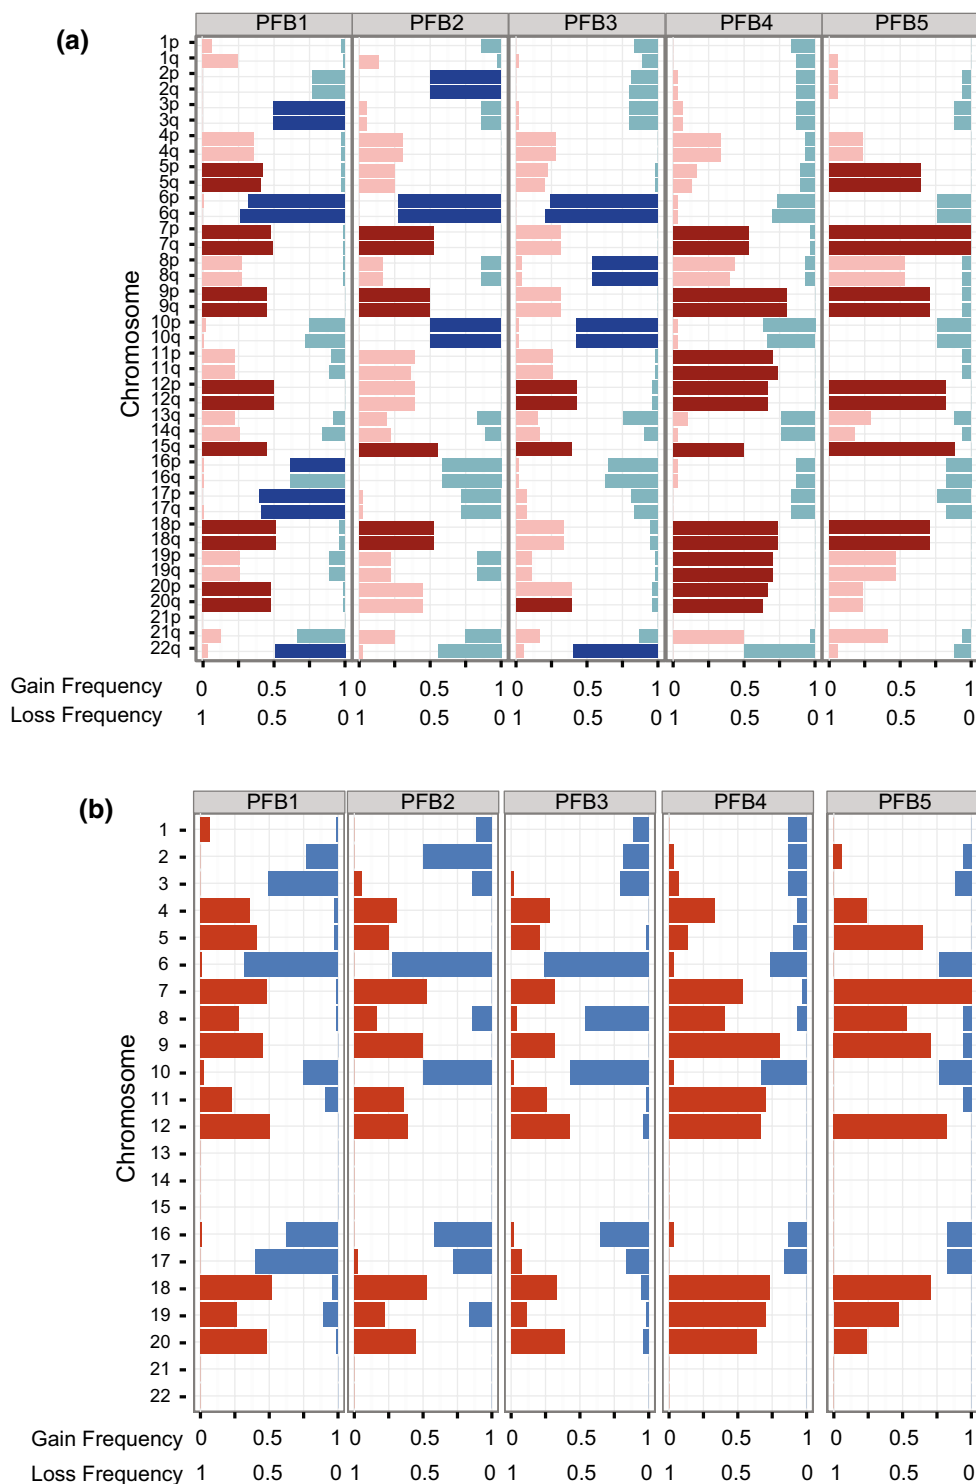 (a)
PFB1 PFB2 PFB3 PFB4 PFB5
Chromosome
1p
1q
2p
2q
3p
3q
4p
4q
5p
5q
6p
6q
7p
7q
8p
8q
9p
9q
10p
10q
11p
11q
12p
12q
13q
14q
15q
16p
16q
17p
17q
18p
18q
19p
19q
20p
20q
21p
21q
22q
Gain Frequency 0 0.5 1 0 0.5 1 0 0.5 1 0 0.5 1 0 0.5 1
Loss Frequency 1 0.5 0 1 0.5 0 1 0.5 0 1 0.5 0 1 0.5 0
(b)
PFB1 PFB2 PFB3 PFB4 PFB5
Chromosome
1
2
3
4
5
6
7
8
9
10
11
12
13
14
15
16
17
18
19
20
21
22
Gain Frequency 0 0.5 1 0 0.5 1 0 0.5 1 0 0.5 1 0 0.5 1
Loss Frequency 1 0.5 0 1 0.5 0 1 0.5 0 1 0.5 0 1 0.5 0